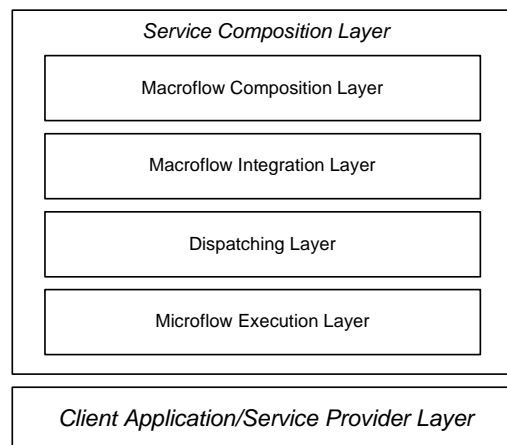 Service Composition Layer
Macroflow Composition Layer
Macroflow Integration Layer
Dispatching Layer
Microflow Execution Layer
Client Application/Service Provider Layer